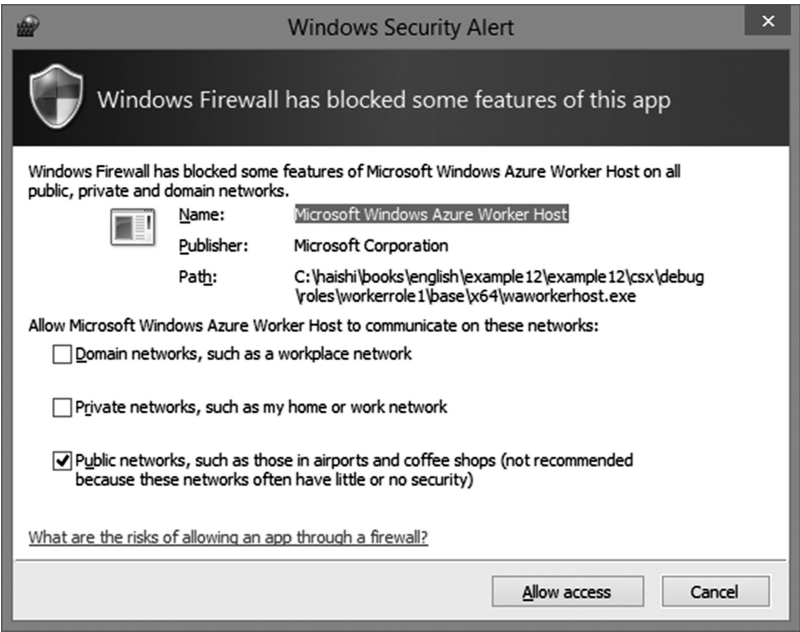 Windows Security Alert
Windows Firewall has blocked some features of this app
Windows Firewall has blocked some features of Microsoft Windows Azure Worker Host on all
public, private and domain networks.
Name: Microsoft Windows Azure Worker Host
Publisher: Microsoft Corporation
Path: C:\haishi\books\english\example12\example12\csx\debug
\roles\workerrole1\base\x64\waworkerhost.exe
Allow Microsoft Windows Azure Worker Host to communicate on these networks:
Domain networks, such as a workplace network
Private networks, such as my home or work network
Public networks, such as those in airports and coffee shops (not recommended
because these networks often have little or no security)
What are the risks of allowing an app through a firewall?
Allow access Cancel